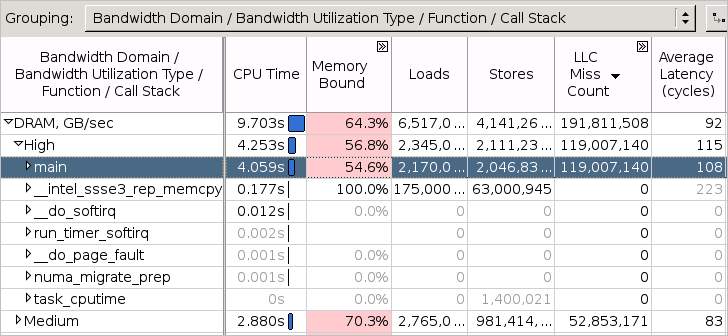 Grouping: Bandwidth Domain / Bandwidth Utilization Type / Function / Call Stack
Bandwidth Domain /
Bandwidth Utilization Type /
Function / Call Stack
CPU Time
Memory
Bound
Loads
Stores
LLC
Miss
Count
Average
Latency
(cycles)
DRAM, GB/sec 9.703s 64.3% 6,517,0 ... 4,141,26 ... 191,811,508 92
High 4.253s 56.8% 2,345,0 ... 2,111,23 ... 119,007,140 115
main 4.059s 54.6% 2,170,0 ... 2,046,83 ... 119,007,140 108
__intel_ssse3_rep_memcpy 0.177s 100.0% 175,000 ... 63,000,945 0 223
__do_softirq 0.012s 0.0% 0 0 0 0
run_timer_softirq 0.002s 0.0% 0 0 0 0
__do_page_fault 0.001s 0.0% 0 0 0 0
numa_migrate_prep 0.001s 0.0% 0 0 0 0
task_cputime 0s 0.0% 0 1,400,021 0 0
Medium 2.880s 70.3% 2,765,0 ... 981,414, ... 52,853,171 83